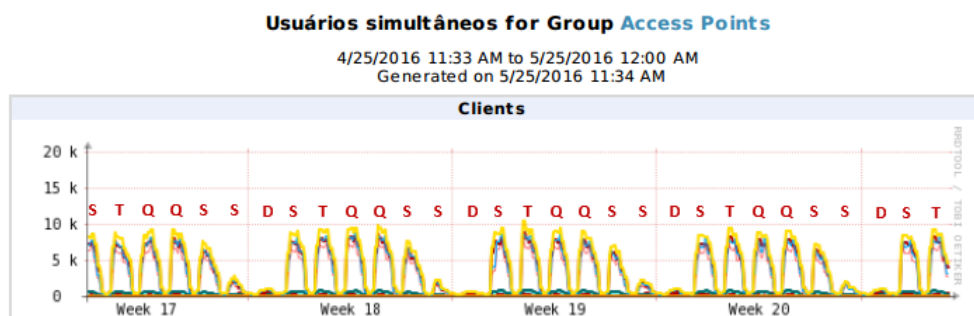 Usuários simultâneos for Group Access Points
4/25/2016 11:33 AM to 5/25/2016 12:00 AM
Generated on 5/25/2016 11:34 AM
Clients
20 k
15 k
S T Q Q S S D S T Q Q S S D S T Q Q S S D S T Q Q S S D S T
10 k
5 k
0
Week 17 Week 18 Week 19 Week 20
RRDTOOL / TOBI OETIKER